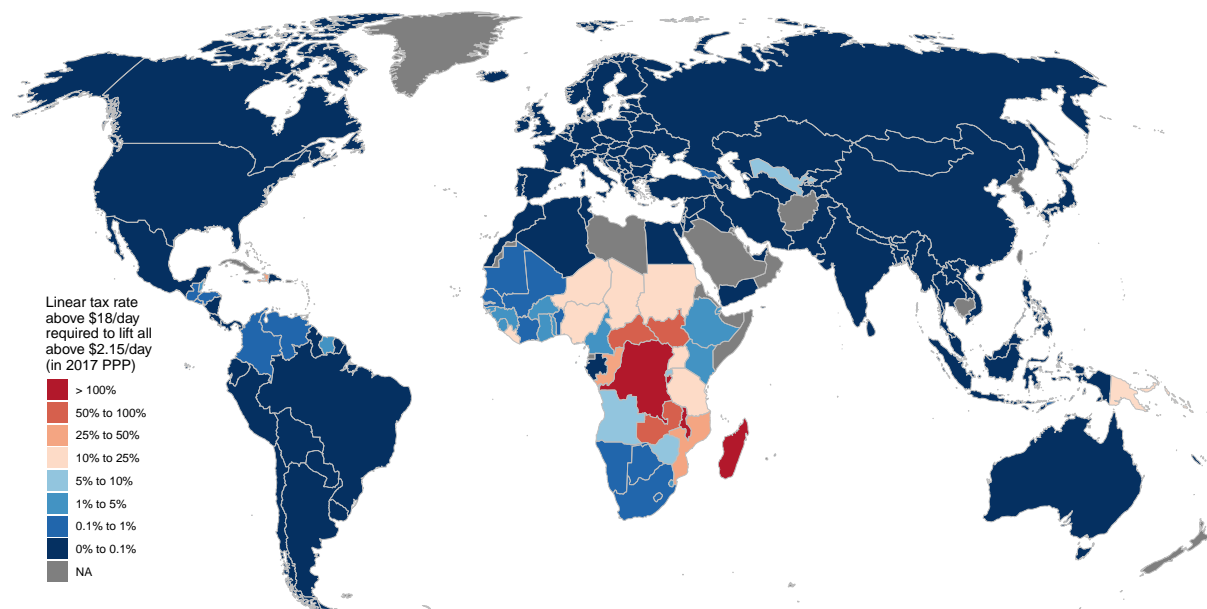 Linear tax rate
above $18/day
required to lift all
above $2.15/day
(in 2017 PPP)
> 100%
50% to 100%
25% to 50%
10% to 25%
5% to 10%
1% to 5%
0.1% to 1%
0% to 0.1%
NA